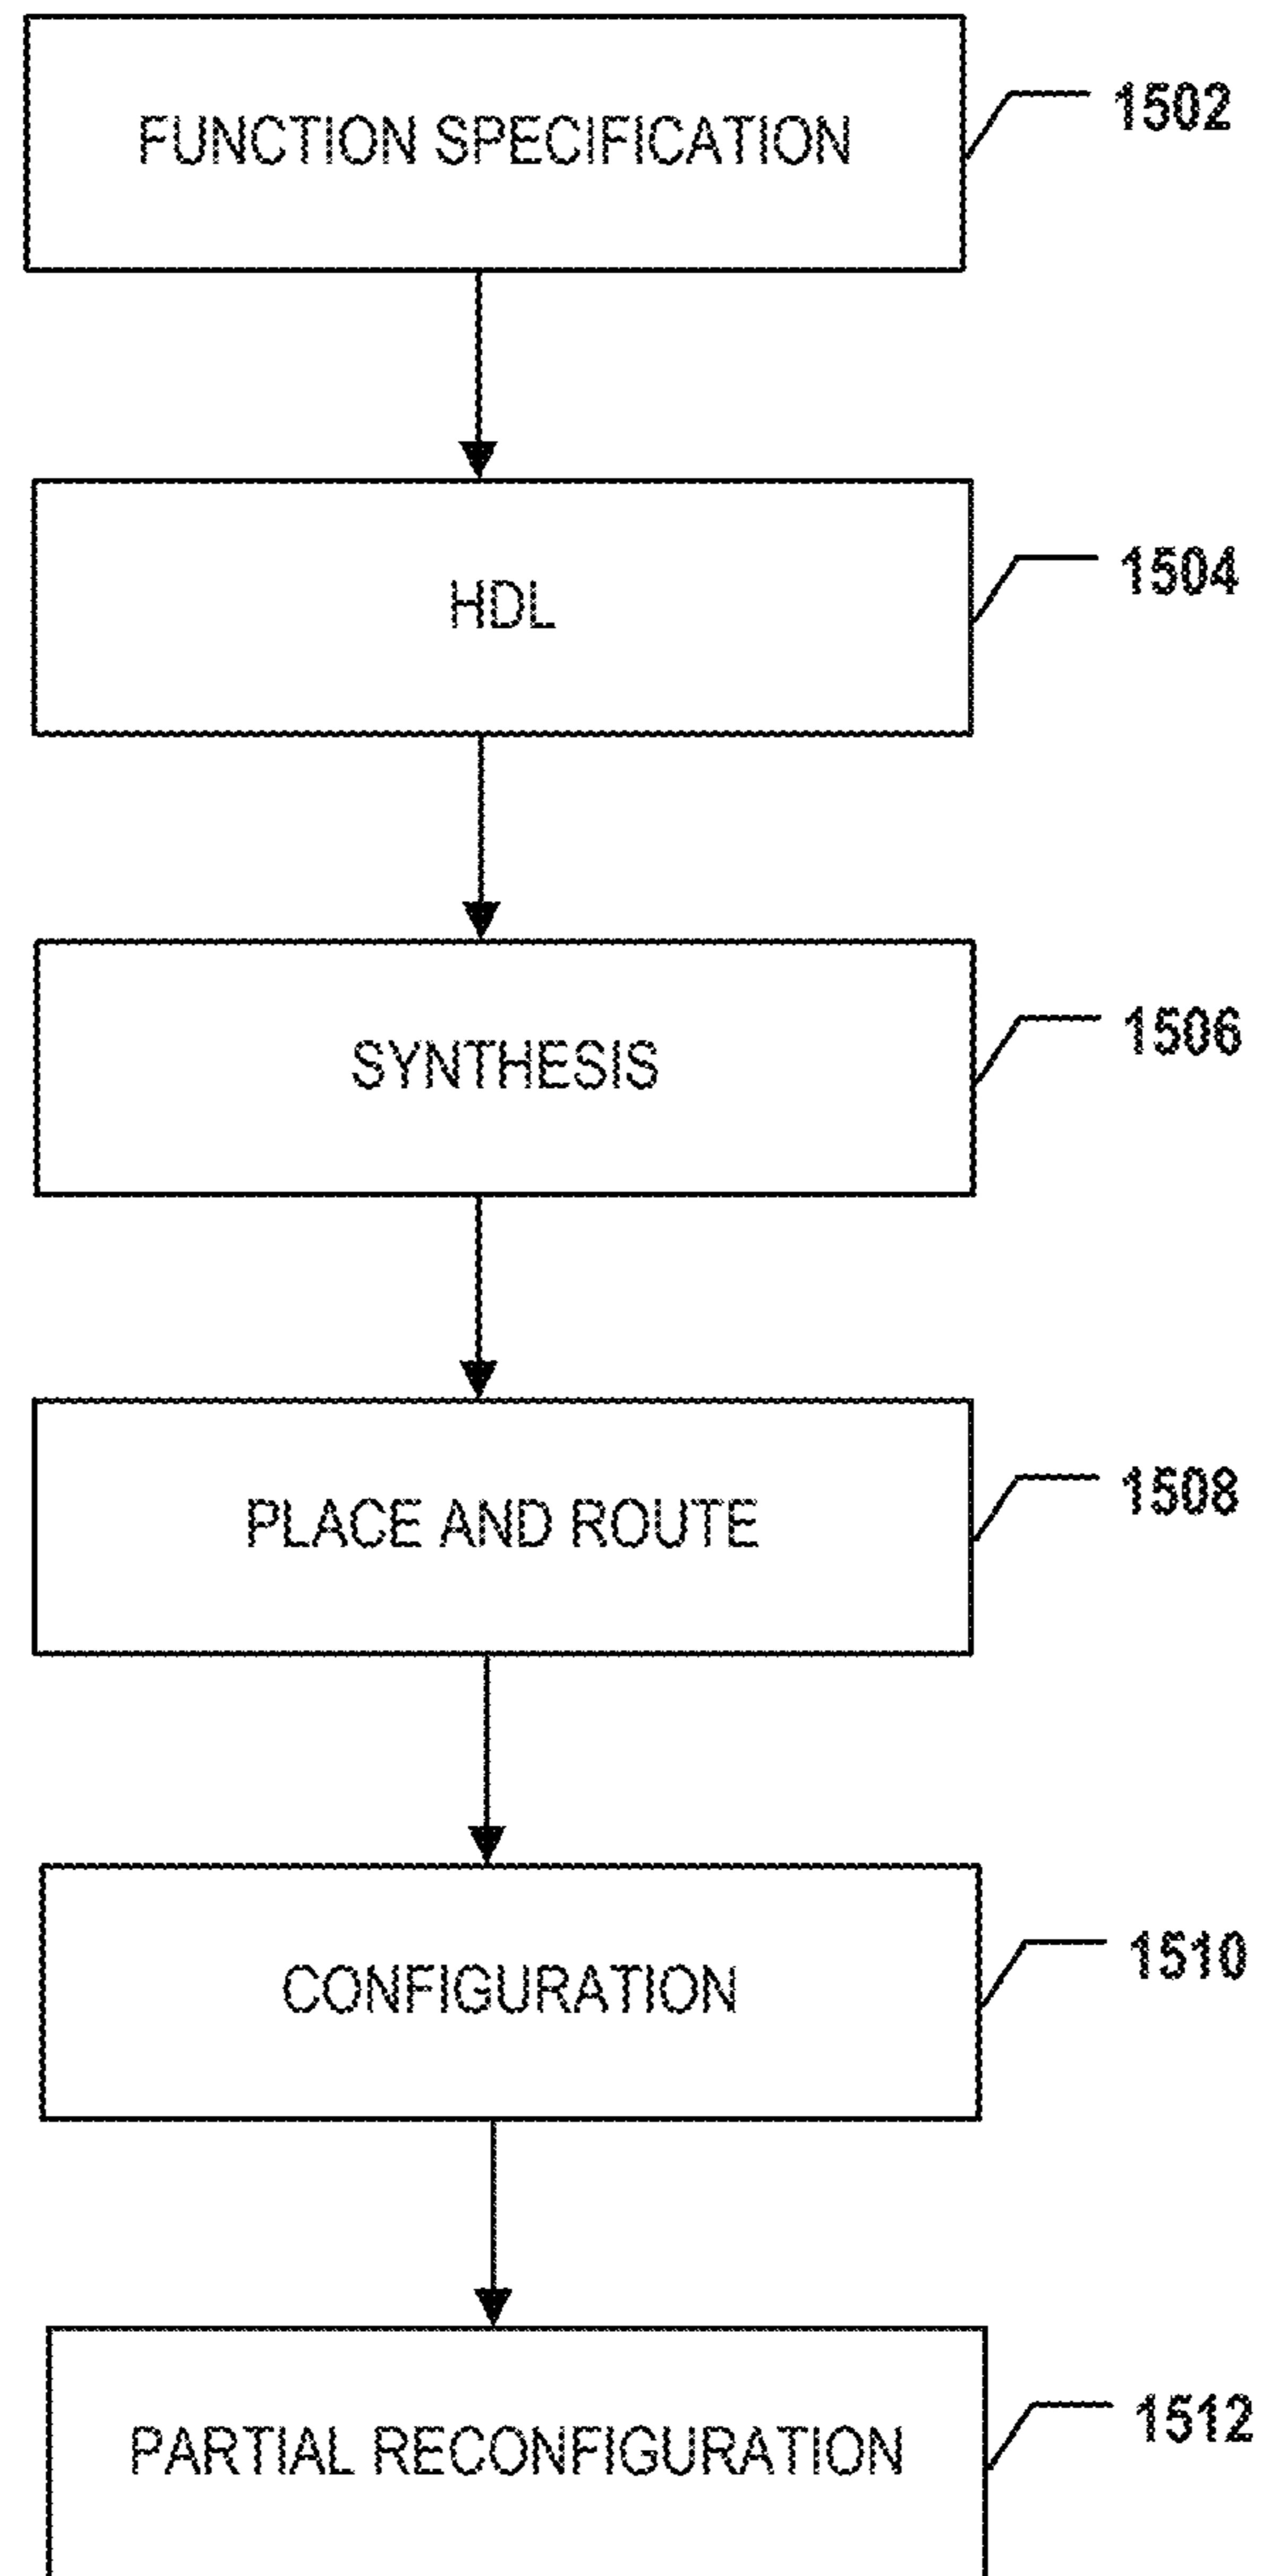 FUNCTION SPECIFICATION
1502
HDL
1504
SYNTHESIS
1506
PLACE AND ROUTE
1508
CONFIGURATION
1510
PARTIAL RECONFIGURATION
1512